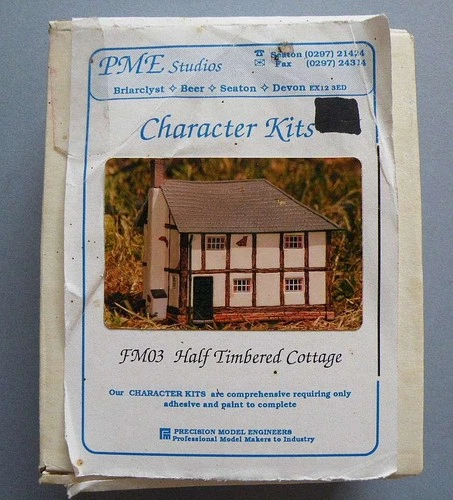 PME Studios
☎ Seaton (0297) 21424
✉ Fax (0297) 24314
Briarclyst ✧ Beer ✧ Seaton ✧ Devon EX12 3ED
Character Kits
FM03 Half Timbered Cottage
Our CHARACTER KITS are comprehensive requiring only
adhesive and paint to complete
PRECISION MODEL ENGINEERS
Professional Model Makers to Industry